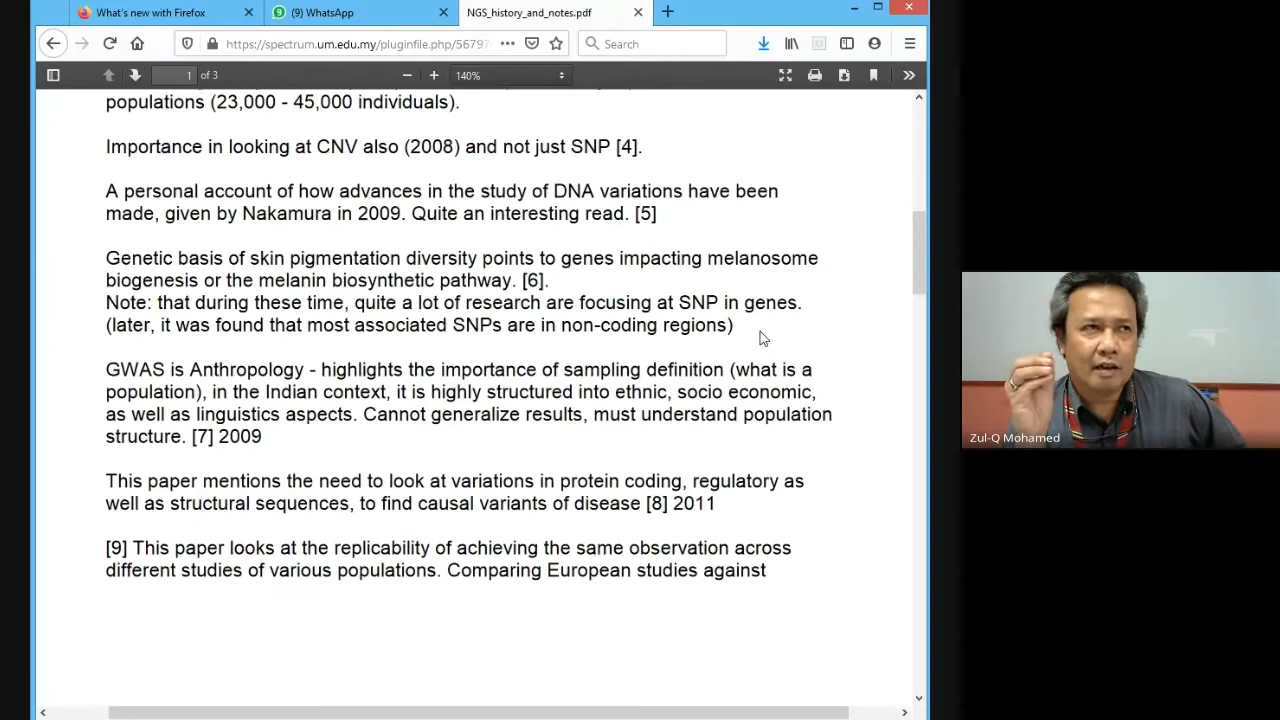 What's new with Firefox
(9) WhatsApp
NGS_history_and_notes.pdf
https://spectrum.um.edu.my/pluginfile.php/56797
Search
1 of 3
140%
populations (23,000 - 45,000 individuals).
Importance in looking at CNV also (2008) and not just SNP [4].
A personal account of how advances in the study of DNA variations have been
made, given by Nakamura in 2009. Quite an interesting read. [5]
Genetic basis of skin pigmentation diversity points to genes impacting melanosome
biogenesis or the melanin biosynthetic pathway. [6].
Note: that during these time, quite a lot of research are focusing at SNP in genes.
(later, it was found that most associated SNPs are in non-coding regions)
GWAS is Anthropology - highlights the importance of sampling definition (what is a
population), in the Indian context, it is highly structured into ethnic, socio economic,
as well as linguistics aspects. Cannot generalize results, must understand population
structure. [7] 2009
This paper mentions the need to look at variations in protein coding, regulatory as
well as structural sequences, to find causal variants of disease [8] 2011
[9] This paper looks at the replicability of achieving the same observation across
different studies of various populations. Comparing European studies against
Zul-Q Mohamed